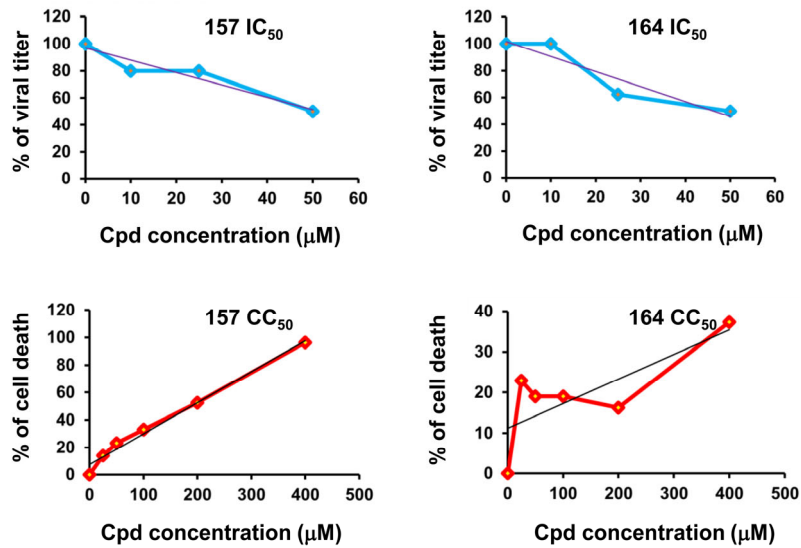 157 IC50
% of viral titer
120
100
80
60
40
20
0
0 10 20 30 40 50 60
Cpd concentration (μM)
164 IC50
% of viral titer
120
100
80
60
40
20
0
0 10 20 30 40 50 60
Cpd concentration (μM)
157 CC50
% of cell death
120
100
80
60
40
20
0
0 100 200 300 400 500
Cpd concentration (μM)
164 CC50
% of cell death
40
30
20
10
0
0 100 200 300 400 500
Cpd concentration (μM)